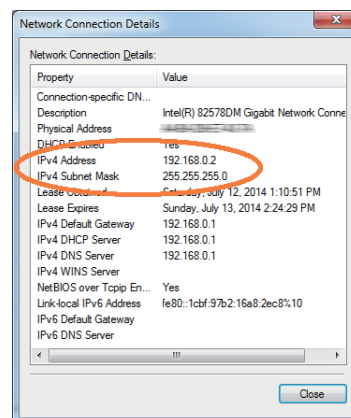 Network Connection Details
Network Connection Details:
Property Value
Connection-specific DN...
Description Intel(R) 82578DM Gigabit Network Conne
Physical Address
DHCP Enabled Yes
IPv4 Address 192.168.0.2
IPv4 Subnet Mask 255.255.255.0
Lease Obtained Saturday, July 12, 2014 1:10:51 PM
Lease Expires Sunday, July 13, 2014 2:24:29 PM
IPv4 Default Gateway 192.168.0.1
IPv4 DHCP Server 192.168.0.1
IPv4 DNS Server 192.168.0.1
IPv4 WINS Server
NetBIOS over Tcpip En... Yes
Link-local IPv6 Address fe80::1cbf:97b2:16a8:2ec8%10
IPv6 Default Gateway
IPv6 DNS Server
Close